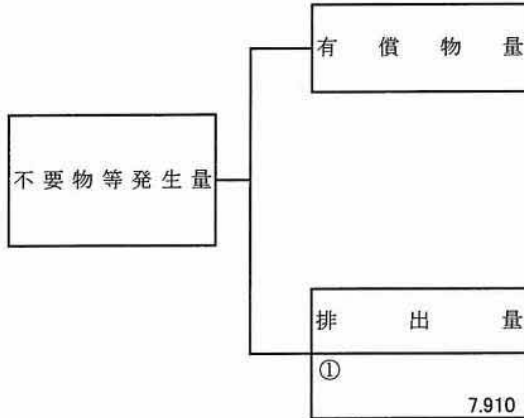 有償物量
不要物等発生量
排出量
①
7.910